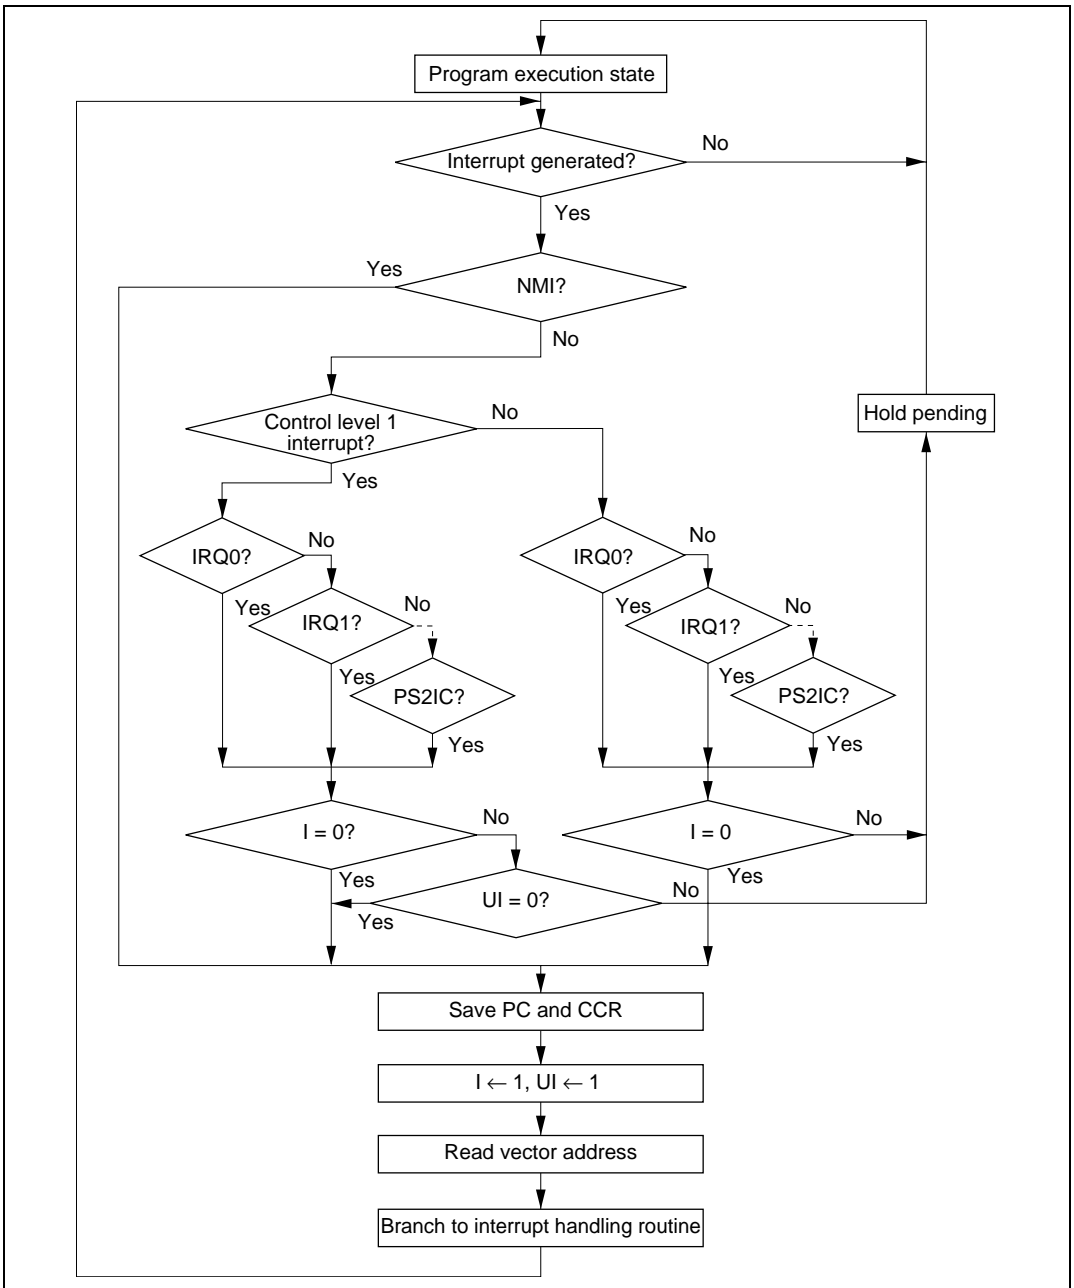 Program execution state
Interrupt generated?
No
Yes
NMI?
Yes
No
Control level 1
interrupt?
No
Hold pending
Yes
IRQ0?
No
IRQ0?
No
Yes
IRQ1?
No
Yes
IRQ1?
No
Yes
PS2IC?
Yes
PS2IC?
Yes
Yes
I = 0?
No
I = 0
No
Yes
UI = 0?
No
Yes
Yes
Save PC and CCR
I ← 1, UI ← 1
Read vector address
Branch to interrupt handling routine